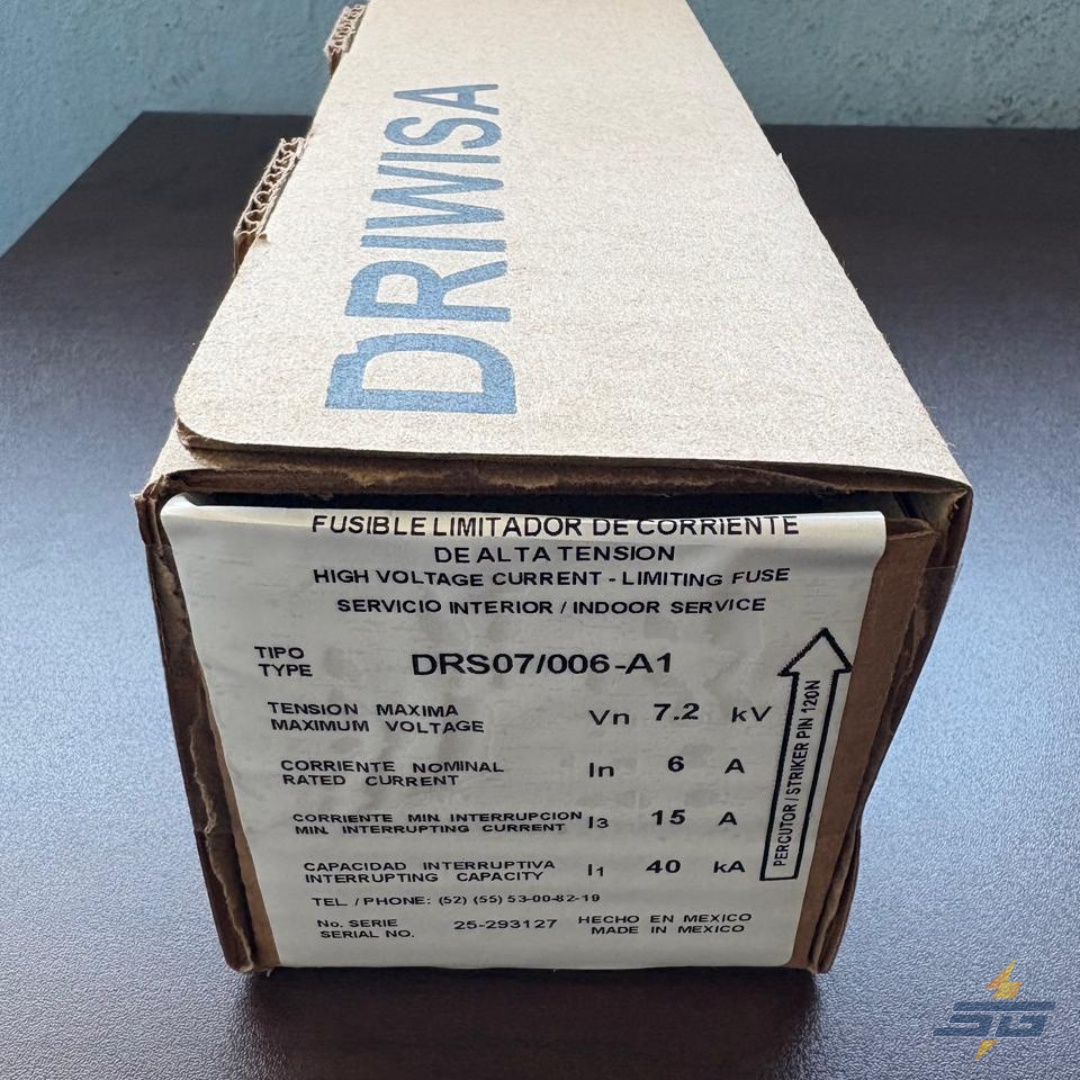 DRIWISA
FUSIBLE LIMITADOR DE CORRIENTE
DE ALTA TENSION
HIGH VOLTAGE CURRENT - LIMITING FUSE
SERVICIO INTERIOR / INDOOR SERVICE
TIPO
TYPE
DRS07/006-A1
TENSION MAXIMA
MAXIMUM VOLTAGE
Vn 7.2 kV
CORRIENTE NOMINAL
RATED CURRENT
In 6 A
CORRIENTE MIN. INTERRUPCION
MIN. INTERRUPTING CURRENT
I3 15 A
CAPACIDAD INTERRUPTIVA
INTERRUPTING CAPACITY
I1 40 kA
PERCUTOR / STRIKER PIN 120N
TEL. / PHONE: (52) (55) 53-00-82-19
No. SERIE
SERIAL NO.
25-293127
HECHO EN MEXICO
MADE IN MEXICO
SG